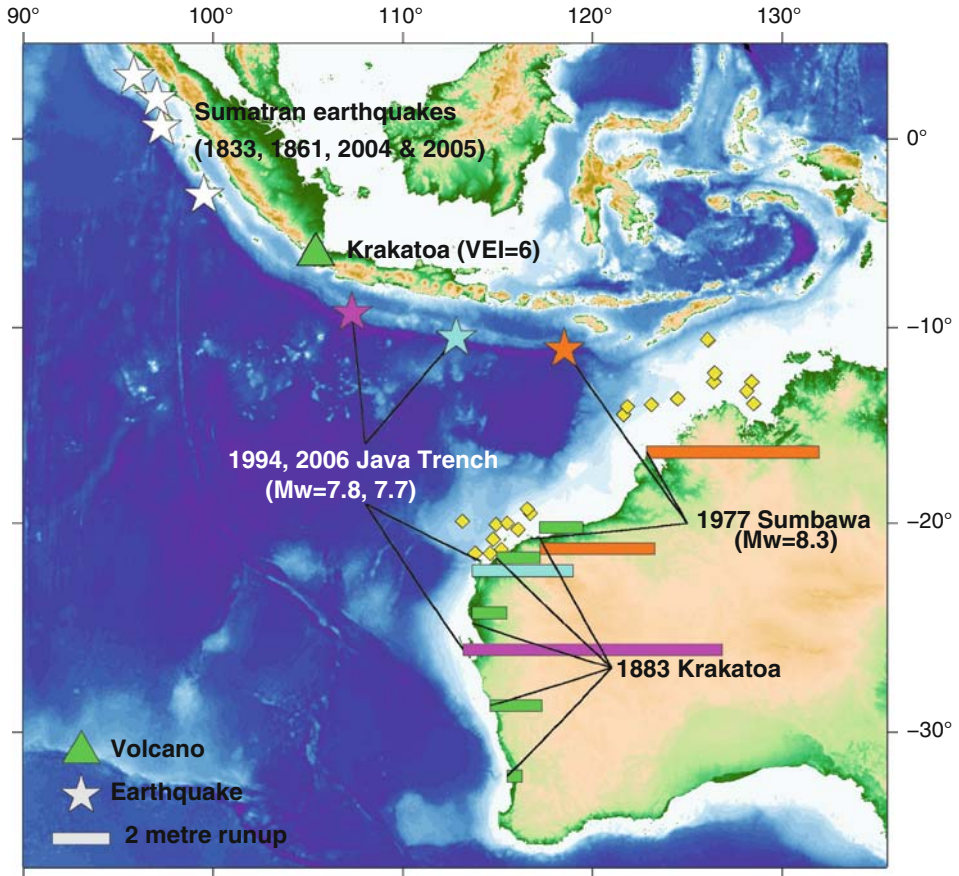 90°
100°
110°
120°
130°
Sumatran earthquakes
(1833, 1861, 2004 & 2005)
0°
Krakatoa (VEI=6)
−10°
1994, 2006 Java Trench
(Mw=7.8, 7.7)
1977 Sumbawa
(Mw=8.3)
−20°
1883 Krakatoa
−30°
Volcano
Earthquake
2 metre runup